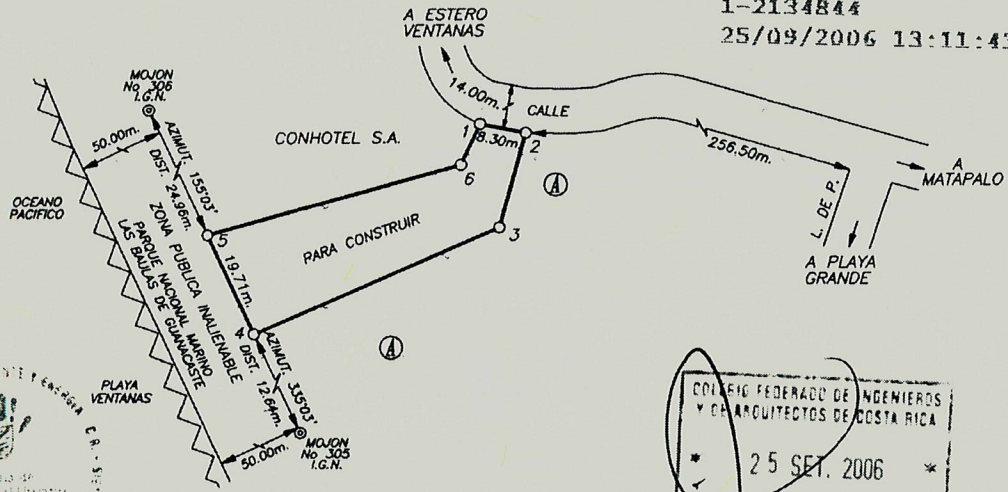 1-2134844
25/09/2006 13:11:4
A ESTERO
VENTANAS
MOJON
No 306
I.G.N.
14.00m.
CALLE
50.00m.
AZIMUT. 155°03'
DIST. 24.96m.
CONHOTEL S.A.
1
8.30m.
2
256.50m.
A
MATAPALO
6
A
OCEANO
PACIFICO
L. DE P.
ZONA PUBLICA INALIENABLE
PARQUE NACIONAL MARINO
LAS BAULAS DE GUANACASTE
5
PARA CONSTRUIR
3
A PLAYA
GRANDE
19.71m.
4
A
AZIMUT. 335°03'
DIST. 12.64m.
PLAYA
VENTANAS
50.00m.
MOJON
No 305
I.G.N.
COLEGIO FEDERADO DE INGENIEROS
Y DE ARQUITECTOS DE COSTA RICA
* 25 SET. 2006 *